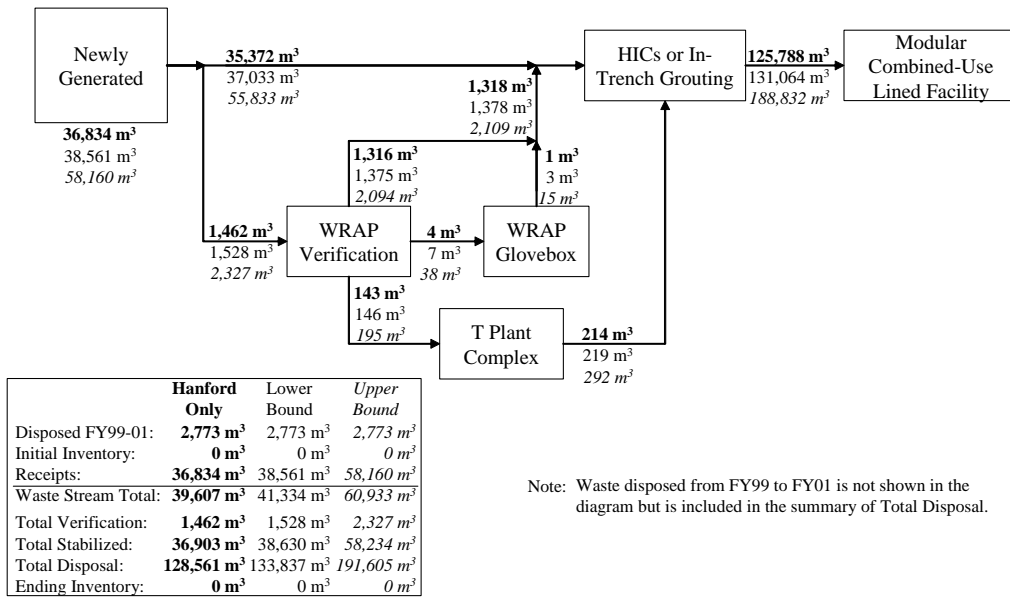 Newly
Generated
36,834 m³
38,561 m³
58,160 m³
35,372 m³
37,033 m³
55,833 m³
1,318 m³
1,378 m³
2,109 m³
HICs or In-
Trench Grouting
125,788 m³
131,064 m³
188,832 m³
Modular
Combined-Use
Lined Facility
1,316 m³
1,375 m³
2,094 m³
1 m³
3 m³
15 m³
1,462 m³
1,528 m³
2,327 m³
WRAP
Verification
4 m³
7 m³
38 m³
WRAP
Glovebox
143 m³
146 m³
195 m³
T Plant
Complex
214 m³
219 m³
292 m³
Hanford Lower Upper
Only Bound Bound
Disposed FY99-01: 2,773 m³ 2,773 m³ 2,773 m³
Initial Inventory: 0 m³ 0 m³ 0 m³
Receipts: 36,834 m³ 38,561 m³ 58,160 m³
Waste Stream Total: 39,607 m³ 41,334 m³ 60,933 m³
Total Verification: 1,462 m³ 1,528 m³ 2,327 m³
Total Stabilized: 36,903 m³ 38,630 m³ 58,234 m³
Total Disposal: 128,561 m³ 133,837 m³ 191,605 m³
Ending Inventory: 0 m³ 0 m³ 0 m³
Note: Waste disposed from FY99 to FY01 is not shown in the
diagram but is included in the summary of Total Disposal.